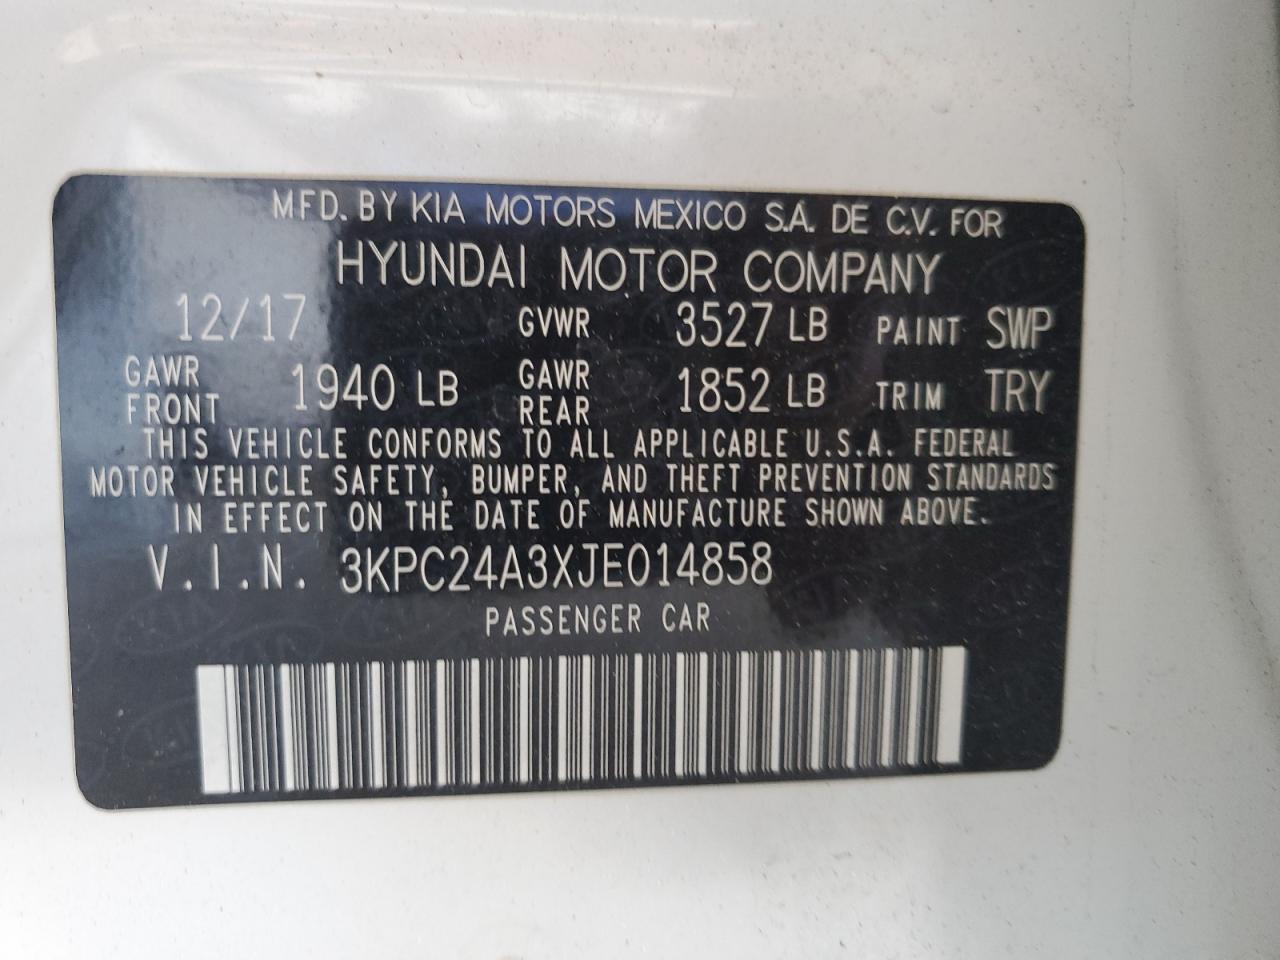 MFD. BY KIA MOTORS MEXICO S.A. DE C.V. FOR
HYUNDAI MOTOR COMPANY
12/17 GVWR 3527 LB PAINT SWP
GAWR FRONT 1940 LB GAWR REAR 1852 LB TRIM TRY
THIS VEHICLE CONFORMS TO ALL APPLICABLE U.S.A. FEDERAL
MOTOR VEHICLE SAFETY, BUMPER, AND THEFT PREVENTION STANDARDS
IN EFFECT ON THE DATE OF MANUFACTURE SHOWN ABOVE.
V.I.N. 3KPC24A3XJE014858
PASSENGER CAR